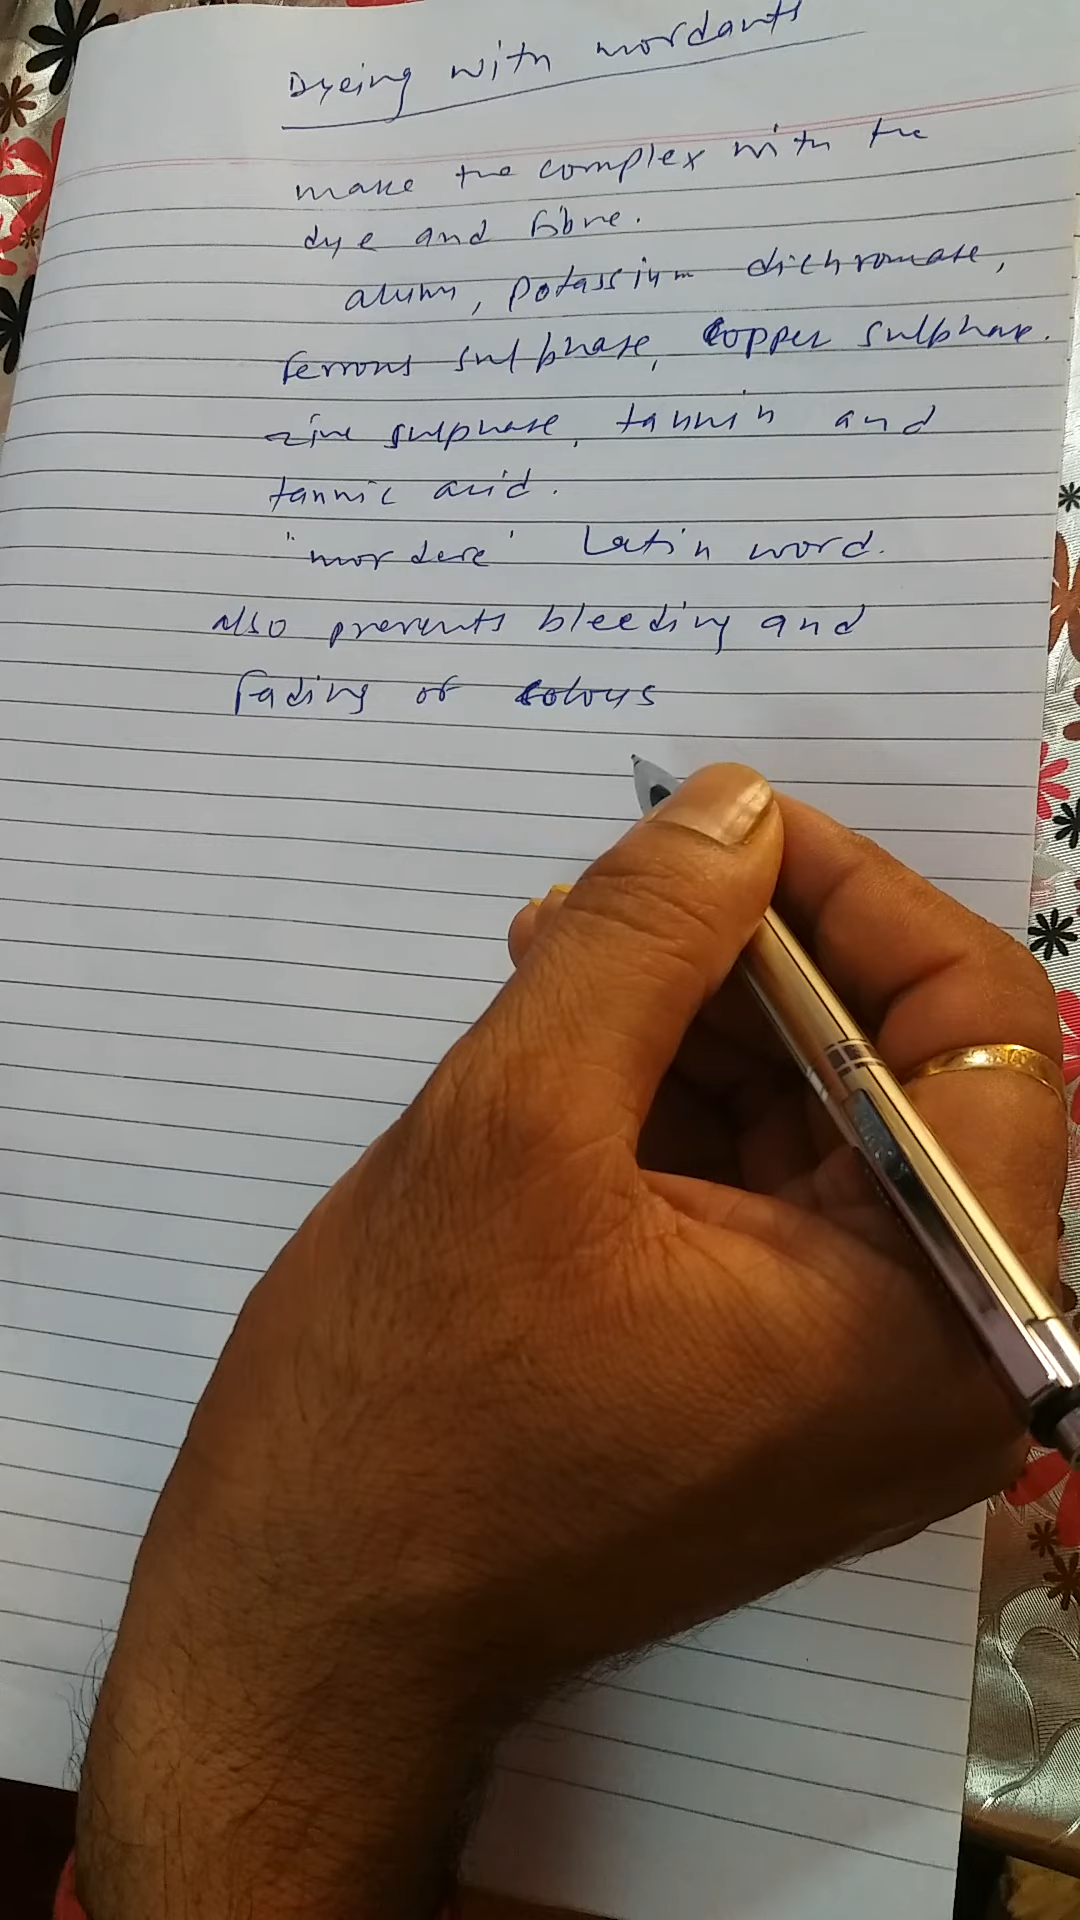 Dyeing with mordants
make the complex with the
dye and fibre.
alum, potassium dichromate,
ferrous sulphate, copper sulphate.
zinc sulphate, tannin and
tannic acid.
"mordere" Latin word.
also prevents bleeding and
fading of colours